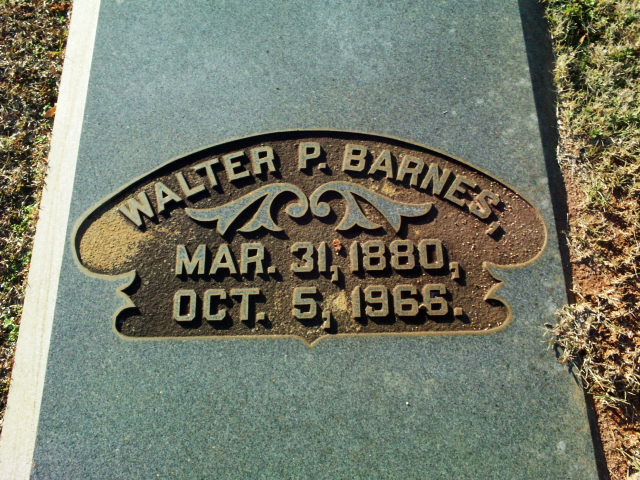 WALTER P. BARNES,
MAR. 31, 1880,
OCT. 5, 1966.